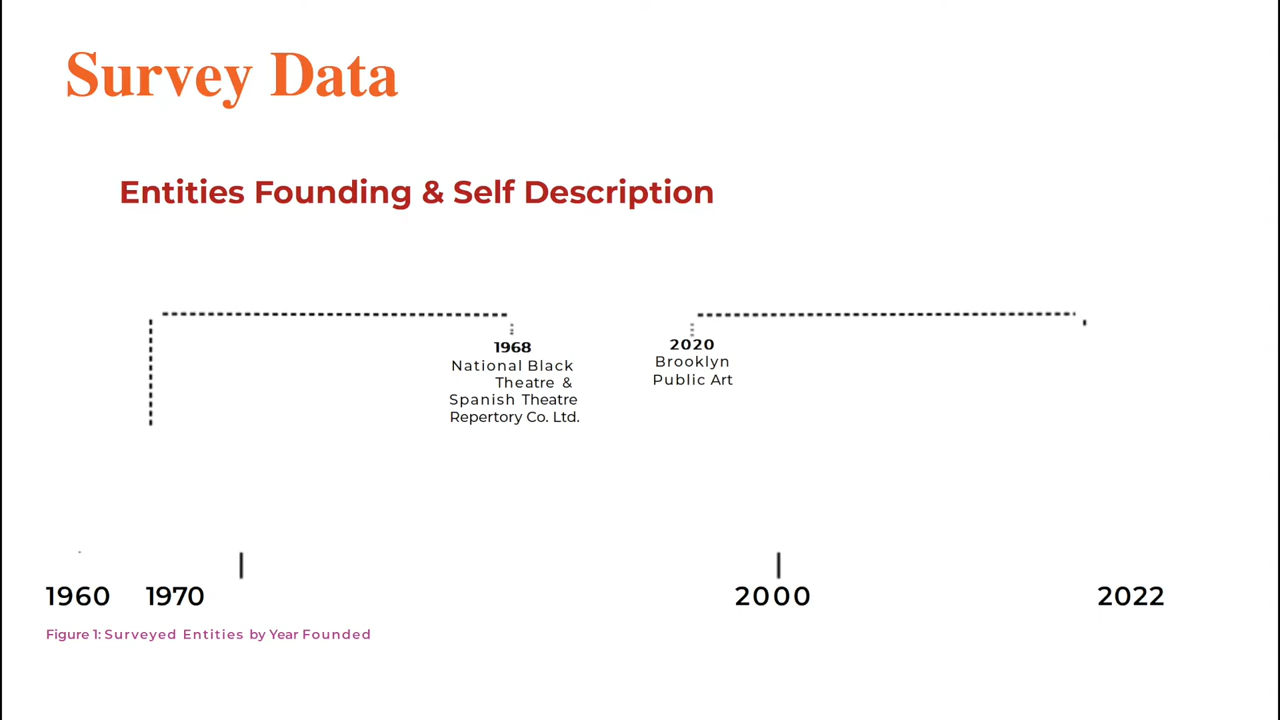 Survey Data
Entities Founding & Self Description
1968
National Black
Theatre &
Spanish Theatre
Repertory Co. Ltd.
2020
Brooklyn
Public Art
1960 1970 2000 2022
Figure 1: Surveyed Entities by Year Founded